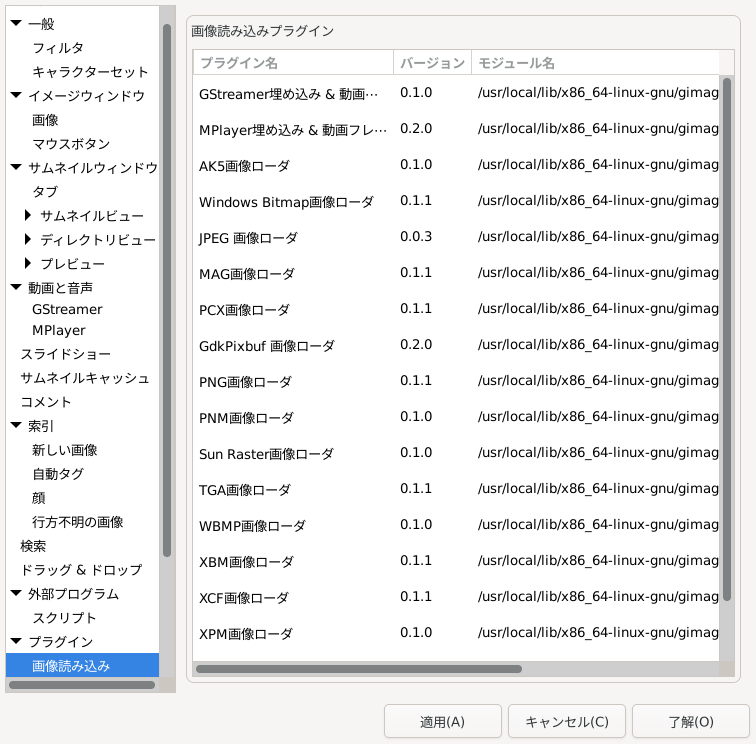 一般
フィルタ
キャラクターセット
イメージウィンドウ
画像
マウスボタン
サムネイルウィンドウ
タブ
サムネイルビュー
ディレクトリビュー
プレビュー
動画と音声
GStreamer
MPlayer
スライドショー
サムネイルキャッシュ
コメント
索引
新しい画像
自動タグ
顔
行方不明の画像
検索
ドラッグ & ドロップ
外部プログラム
スクリプト
プラグイン
画像読み込み
画像読み込みプラグイン
プラグイン名 バージョン モジュール名
GStreamer埋め込み & 動画… 0.1.0 /usr/local/lib/x86_64-linux-gnu/gimag
MPlayer埋め込み & 動画フレ… 0.2.0 /usr/local/lib/x86_64-linux-gnu/gimag
AK5画像ローダ 0.1.0 /usr/local/lib/x86_64-linux-gnu/gimag
Windows Bitmap画像ローダ 0.1.1 /usr/local/lib/x86_64-linux-gnu/gimag
JPEG 画像ローダ 0.0.3 /usr/local/lib/x86_64-linux-gnu/gimag
MAG画像ローダ 0.1.1 /usr/local/lib/x86_64-linux-gnu/gimag
PCX画像ローダ 0.1.1 /usr/local/lib/x86_64-linux-gnu/gimag
GdkPixbuf 画像ローダ 0.2.0 /usr/local/lib/x86_64-linux-gnu/gimag
PNG画像ローダ 0.1.1 /usr/local/lib/x86_64-linux-gnu/gimag
PNM画像ローダ 0.1.0 /usr/local/lib/x86_64-linux-gnu/gimag
Sun Raster画像ローダ 0.1.0 /usr/local/lib/x86_64-linux-gnu/gimag
TGA画像ローダ 0.1.1 /usr/local/lib/x86_64-linux-gnu/gimag
WBMP画像ローダ 0.1.0 /usr/local/lib/x86_64-linux-gnu/gimag
XBM画像ローダ 0.1.1 /usr/local/lib/x86_64-linux-gnu/gimag
XCF画像ローダ 0.1.1 /usr/local/lib/x86_64-linux-gnu/gimag
XPM画像ローダ 0.1.0 /usr/local/lib/x86_64-linux-gnu/gimag
適用(A) キャンセル(C) 了解(O)